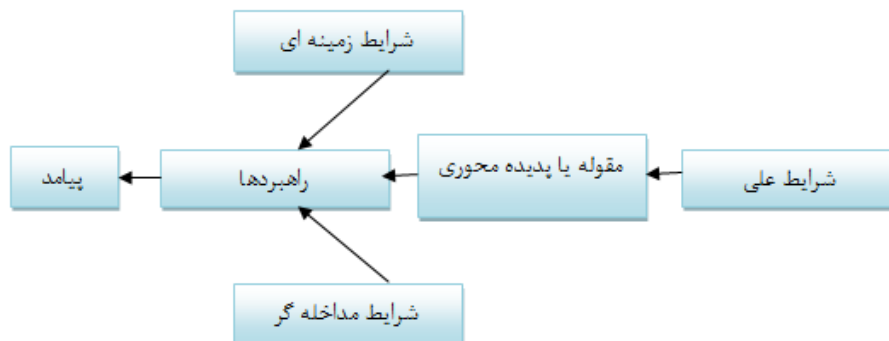 شرایط زمینه ای
شرایط علی
مقوله یا پدیده محوری
راهبردها
پیامد
شرایط مداخله گر